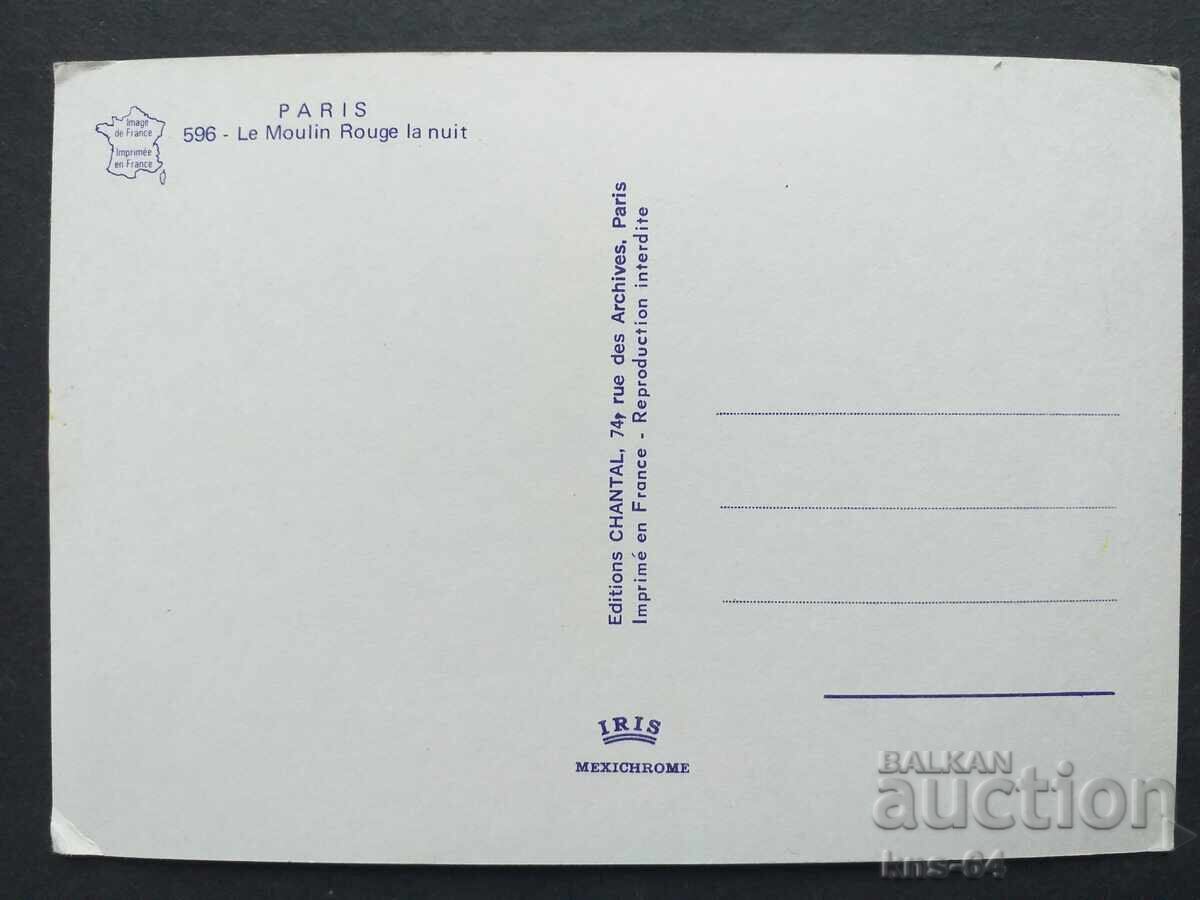 PARIS
596 - Le Moulin Rouge la nuit
Image
de France
Imprimée
en France
Editions CHANTAL, 74, rue des Archives, Paris
Imprimé en France - Reproduction interdite
IRIS
MEXICHROME
BALKAN
auction
kns-64